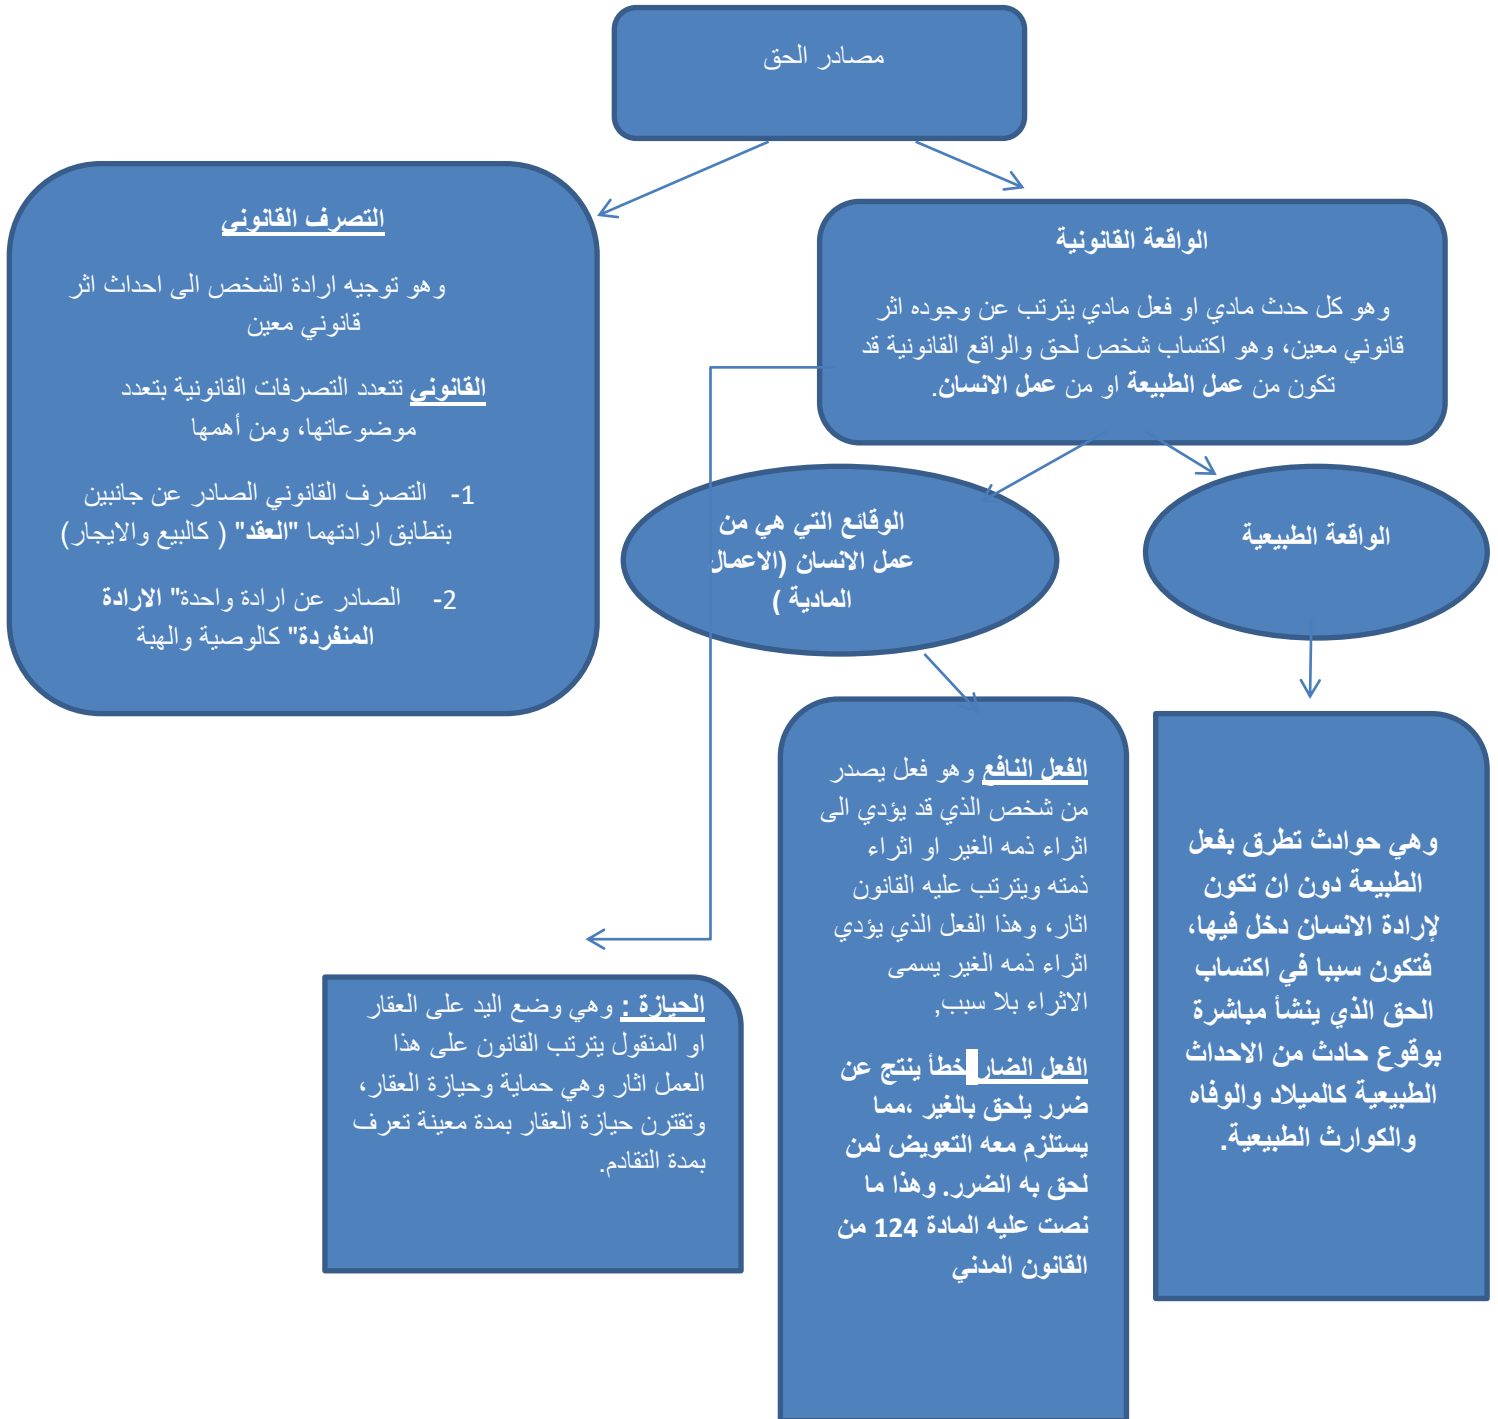 مصادر الحق
الواقعة القانونية
وهو كل حدث مادي او فعل مادي يترتب عن وجوده اثر
قانوني معين، وهو اكتساب شخص لحق والواقع القانونية قد
تكون من عمل الطبيعة او من عمل الانسان.
التصرف القانوني
وهو توجيه ارادة الشخص الى احداث اثر
قانوني معين
القانوني تتعدد التصرفات القانونية بتعدد
موضوعاتها، ومن أهمها
1- التصرف القانوني الصادر عن جانبين
بتطابق ارادتهما "العقد" ( كالبيع والايجار)
2- الصادر عن ارادة واحدة" الارادة
المنفردة" كالوصية والهبة
الواقعة الطبيعية
الوقائع التي هي من
عمل الانسان (الاعمال
المادية )
وهي حوادث تطرق بفعل
الطبيعة دون ان تكون
لإرادة الانسان دخل فيها،
فتكون سببا في اكتساب
الحق الذي ينشأ مباشرة
بوقوع حادث من الاحداث
الطبيعية كالميلاد والوفاه
والكوارث الطبيعية.
الفعل النافع وهو فعل يصدر
من شخص الذي قد يؤدي الى
اثراء ذمه الغير او اثراء
ذمته ويترتب عليه القانون
اثار، وهذا الفعل الذي يؤدي
اثراء ذمه الغير يسمى
الاثراء بلا سبب,
الفعل الضار خطأ ينتج عن
ضرر يلحق بالغير ،مما
يستلزم معه التعويض لمن
لحق به الضرر. وهذا ما
نصت عليه المادة 124 من
القانون المدني
الحيازة : وهي وضع اليد على العقار
او المنقول يترتب القانون على هذا
العمل اثار وهي حماية وحيازة العقار،
وتقترن حيازة العقار بمدة معينة تعرف
بمدة التقادم.